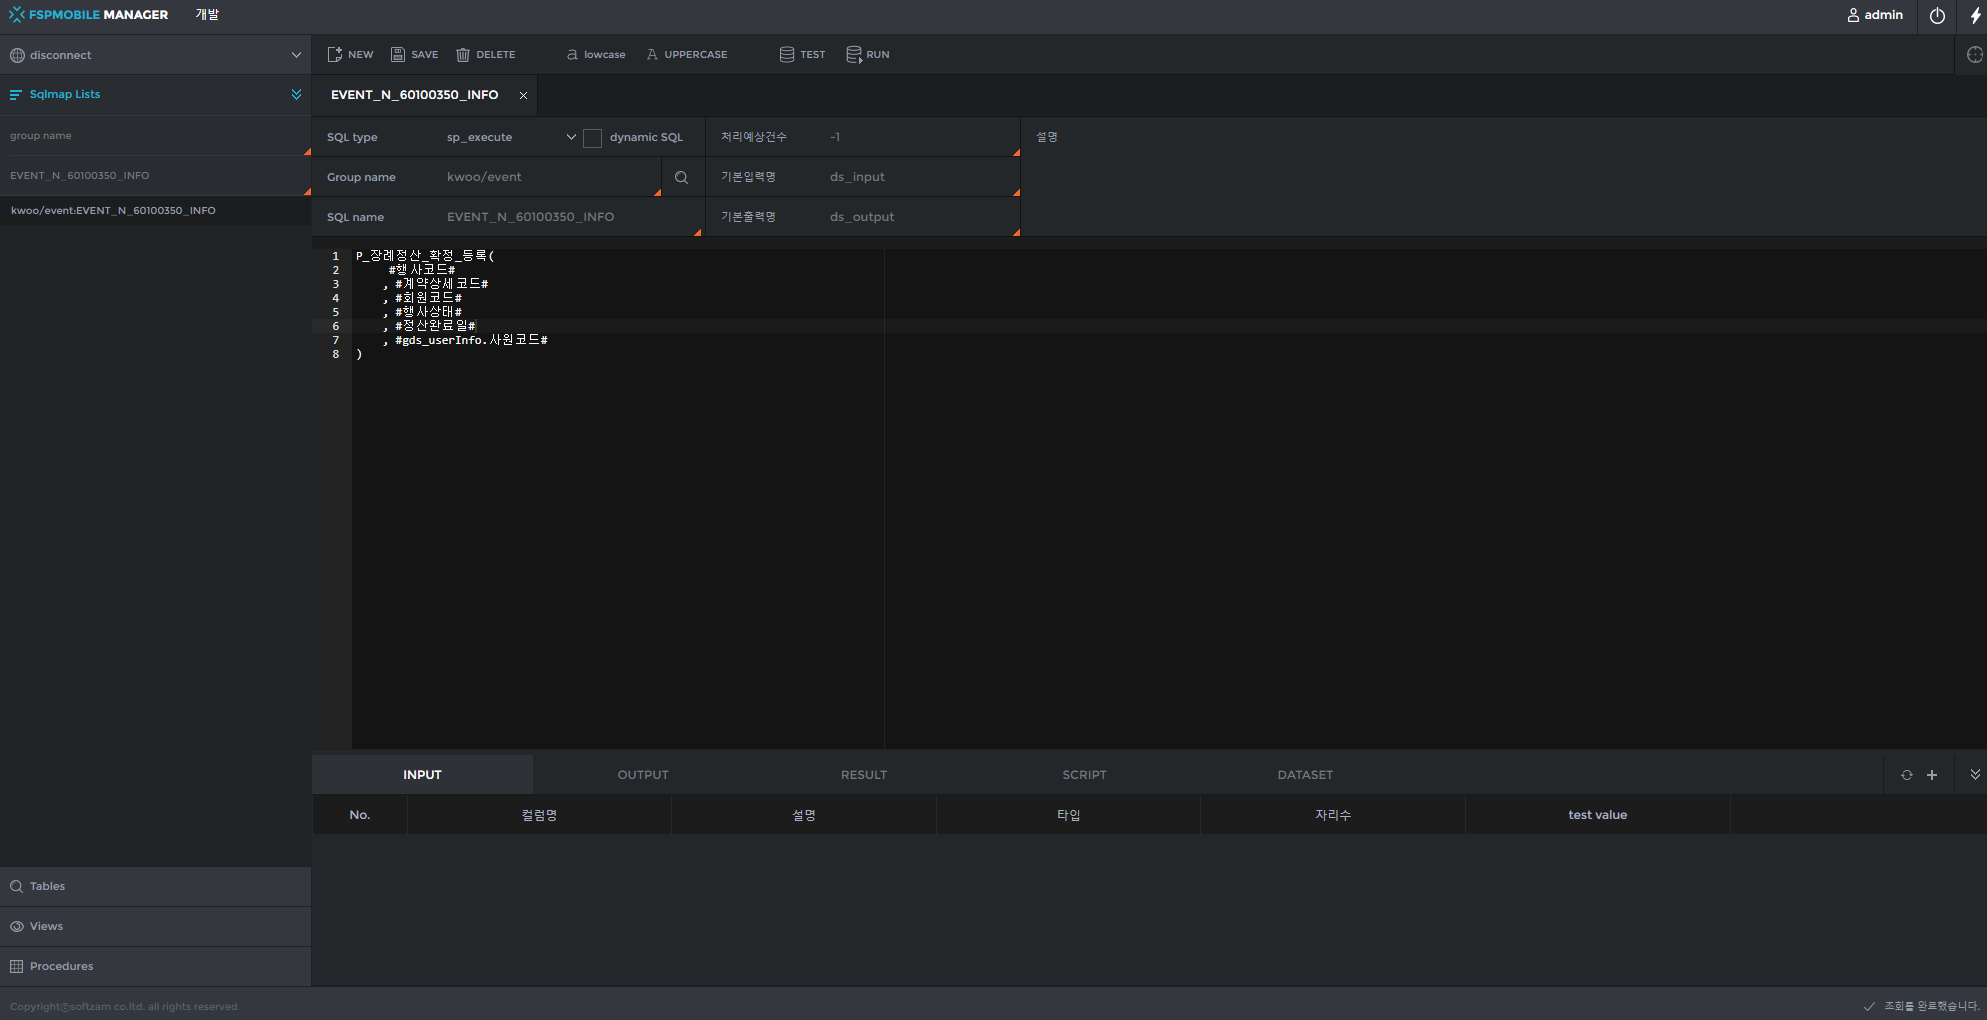 FSPMOBILE MANAGER 개발 admin
disconnect
NEW SAVE DELETE a lowcase A UPPERCASE TEST RUN
Sqlmap Lists
EVENT_N_60100350_INFO ×
group name
EVENT_N_60100350_INFO
kwoo/event:EVENT_N_60100350_INFO
SQL type sp_execute dynamic SQL 처리예상건수 -1 설명
Group name kwoo/event 기본입력명 ds_input
SQL name EVENT_N_60100350_INFO 기본출력명 ds_output
1 P_장례정산_확정_등록(
2 #행사코드#
3 , #계약상세코드#
4 , #회원코드#
5 , #행사상태#
6 , #정산완료일#
7 , #gds_userInfo.사원코드#
8 )
INPUT OUTPUT RESULT SCRIPT DATASET
No. 컬럼명 설명 타입 자리수 test value
Tables
Views
Procedures
Copyrightⓒsoftzam co.ltd. all rights reserved
조회를 완료했습니다.